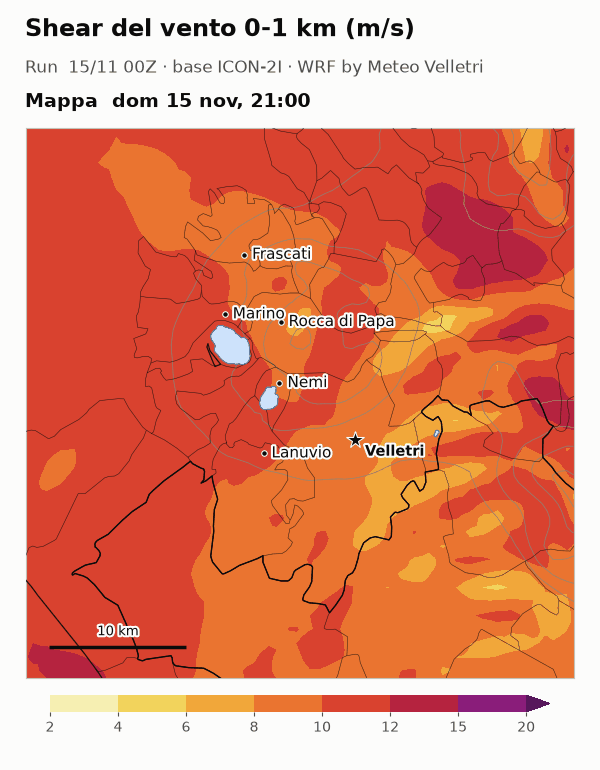 Shear del vento 0-1 km (m/s)
Run  15/11 00Z · base ICON-2I · WRF by Meteo Velletri
Mappa  dom 15 nov, 21:00
Frascati
Marino
Rocca di Papa
Nemi
Velletri
Lanuvio
10 km
2 4 6 8 10 12 15 20